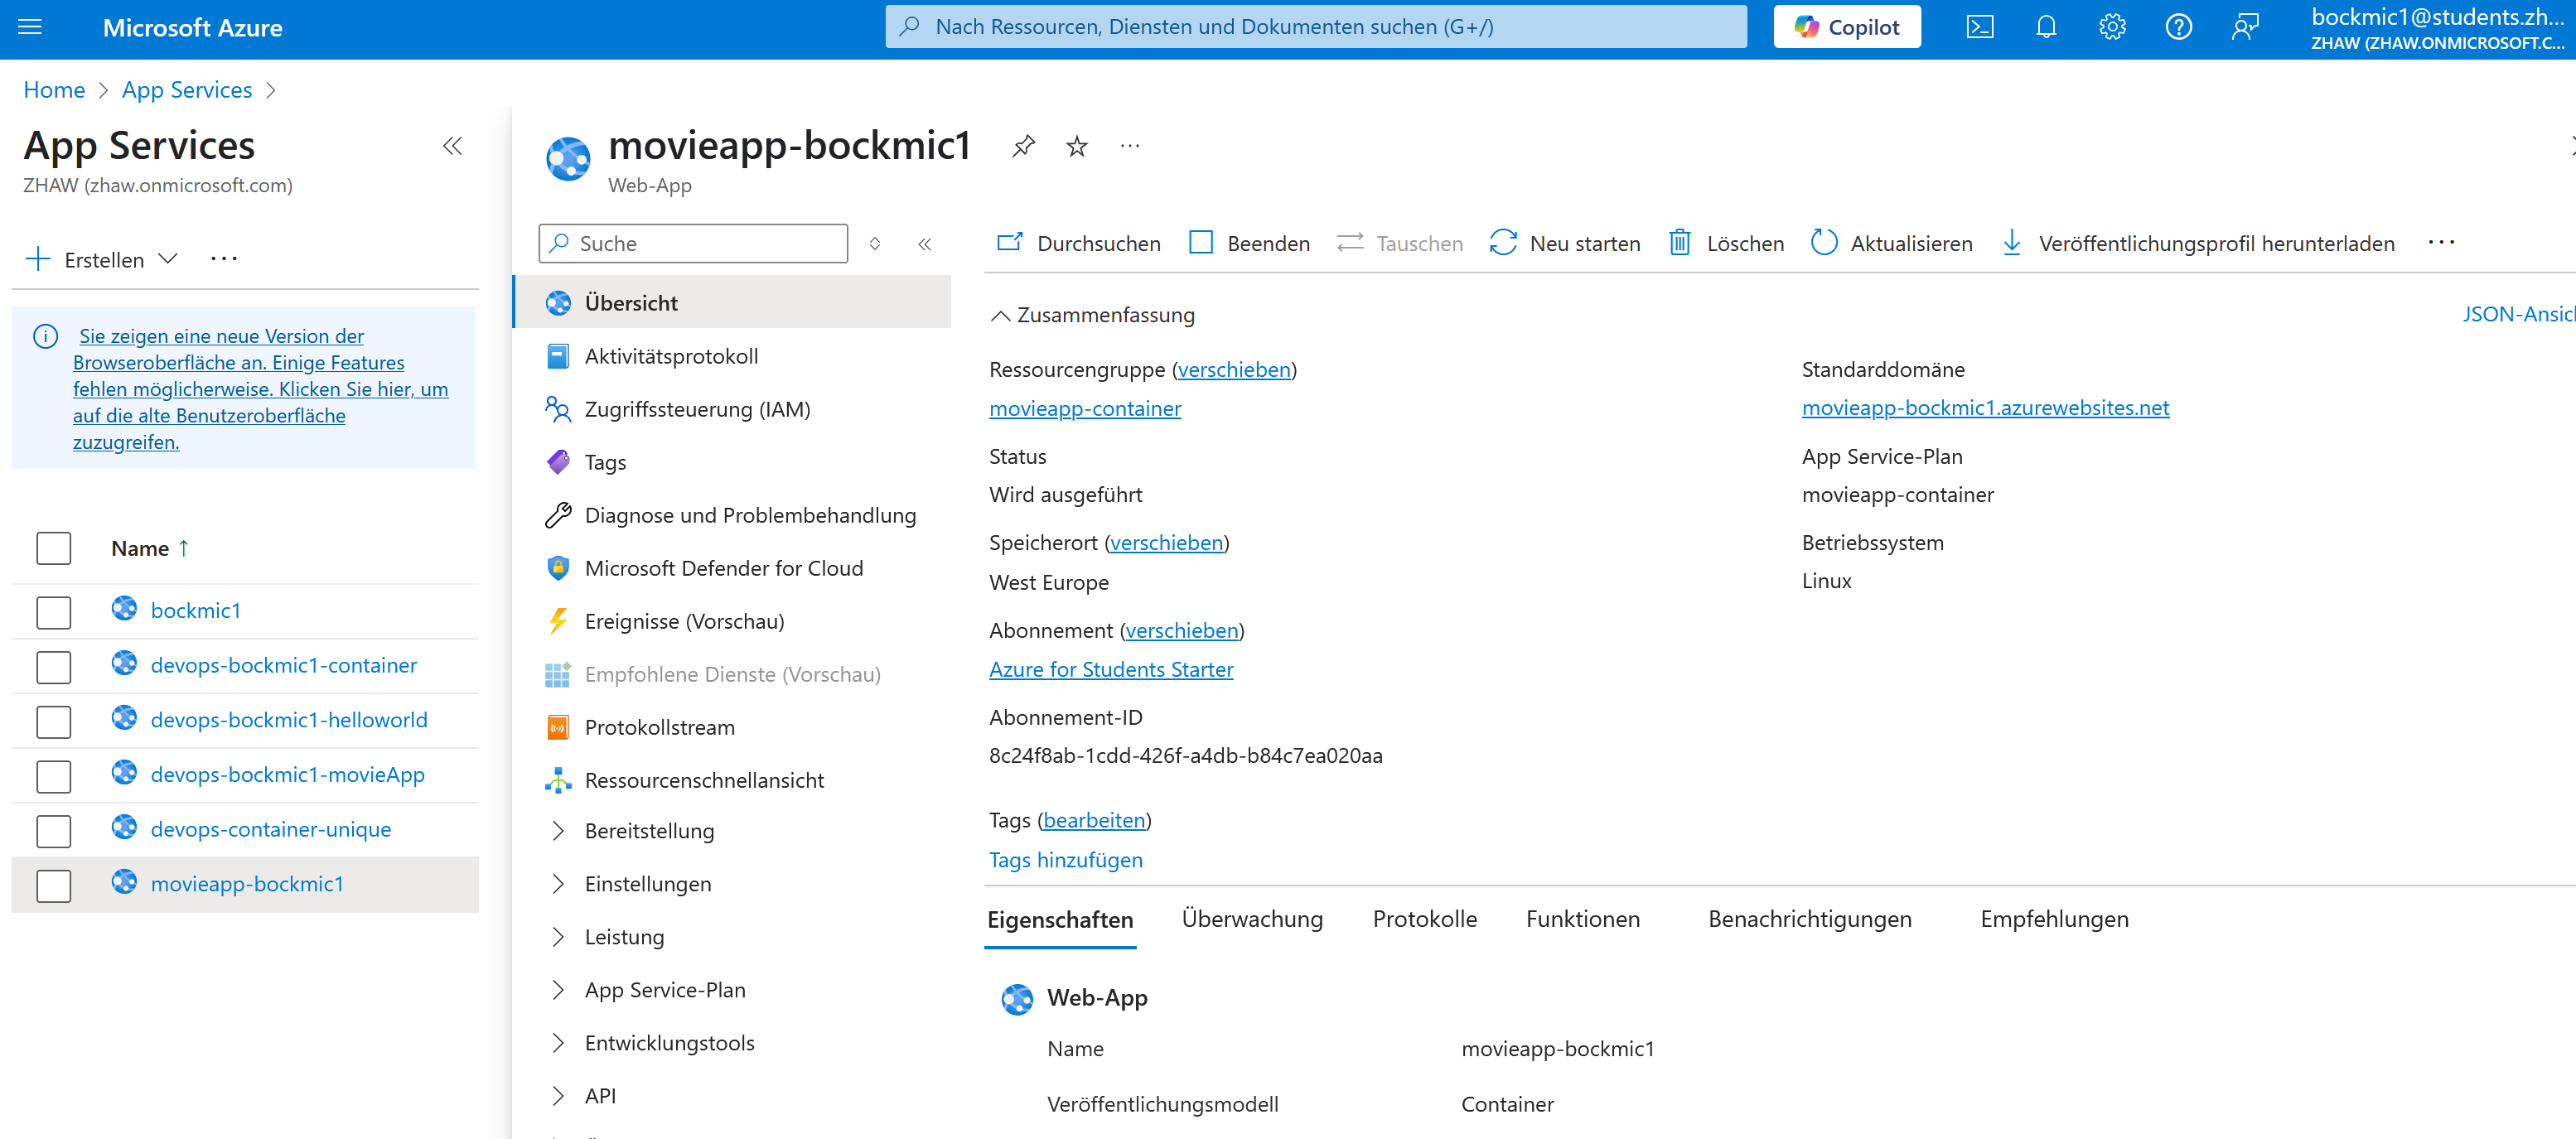 Microsoft Azure
Nach Ressourcen, Diensten und Dokumenten suchen (G+/)
Copilot
bockmic1@students.zh...
ZHAW (ZHAW.ONMICROSOFT.C...
Home
App Services
App Services
ZHAW (zhaw.onmicrosoft.com)
Erstellen
Sie zeigen eine neue Version der
Browseroberfläche an. Einige Features
fehlen möglicherweise. Klicken Sie hier, um
auf die alte Benutzeroberfläche
zuzugreifen.
Name ↑
bockmic1
devops-bockmic1-container
devops-bockmic1-helloworld
devops-bockmic1-movieApp
devops-container-unique
movieapp-bockmic1
movieapp-bockmic1
Web-App
Suche
Übersicht
Aktivitätsprotokoll
Zugriffssteuerung (IAM)
Tags
Diagnose und Problembehandlung
Microsoft Defender for Cloud
Ereignisse (Vorschau)
Empfohlene Dienste (Vorschau)
Protokollstream
Ressourcenschnellansicht
Bereitstellung
Einstellungen
Leistung
App Service-Plan
Entwicklungstools
API
Durchsuchen
Beenden
Tauschen
Neu starten
Löschen
Aktualisieren
Veröffentlichungsprofil herunterladen
Zusammenfassung
JSON-Ansic
Ressourcengruppe (verschieben)
movieapp-container
Status
Wird ausgeführt
Speicherort (verschieben)
West Europe
Abonnement (verschieben)
Azure for Students Starter
Abonnement-ID
8c24f8ab-1cdd-426f-a4db-b84c7ea020aa
Standarddomäne
movieapp-bockmic1.azurewebsites.net
App Service-Plan
movieapp-container
Betriebssystem
Linux
Tags (bearbeiten)
Tags hinzufügen
Eigenschaften
Überwachung
Protokolle
Funktionen
Benachrichtigungen
Empfehlungen
Web-App
Name
movieapp-bockmic1
Veröffentlichungsmodell
Container